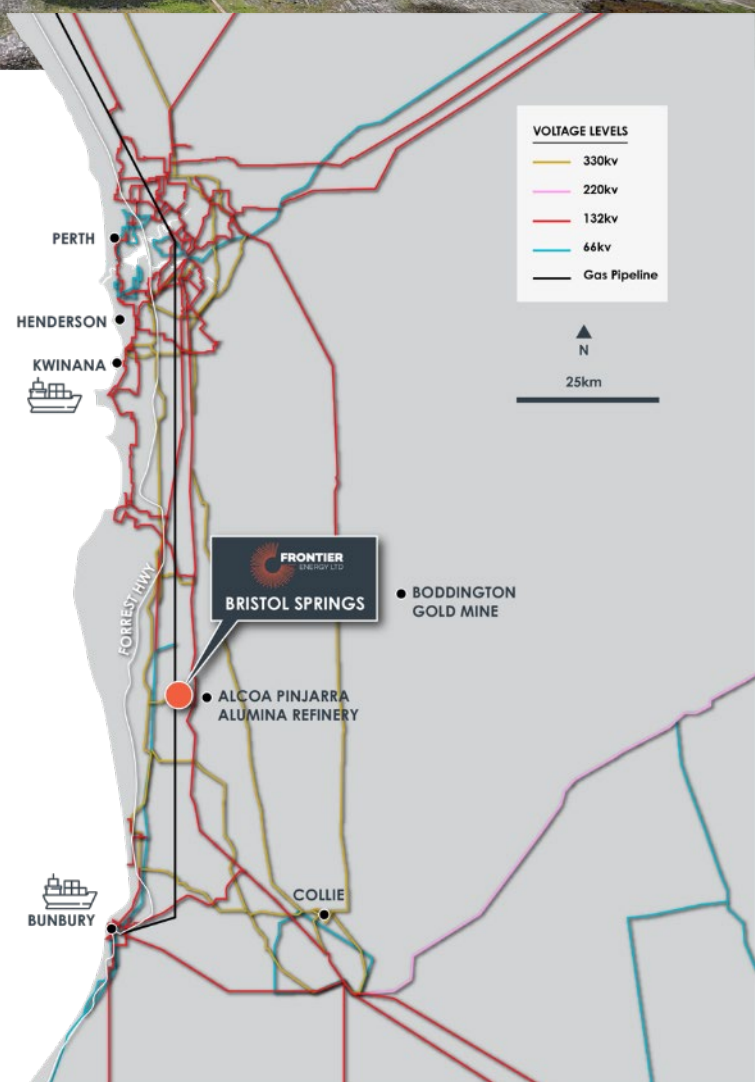 VOLTAGE LEVELS
330kv
220kv
132kv
66kv
Gas Pipeline
N
25km
PERTH
HENDERSON
KWINANA
FORREST HWY
FRONTIER
ENERGY LTD
BRISTOL SPRINGS
BODDINGTON
GOLD MINE
ALCOA PINJARRA
ALUMINA REFINERY
COLLIE
BUNBURY